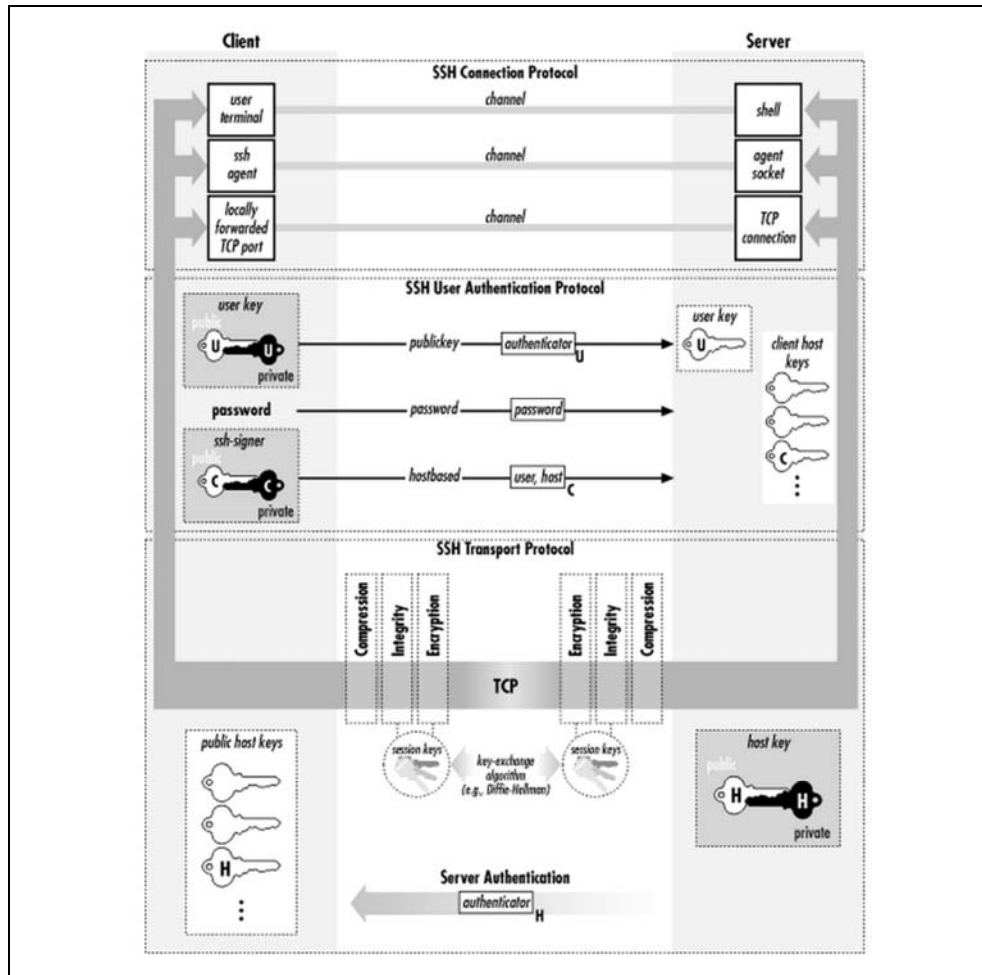 Client
Server
SSH Connection Protocol
user
terminal
channel
shell
ssh
agent
channel
agent
socket
locally
forwarded
TCP port
channel
TCP
connection
SSH User Authentication Protocol
user key
public
U U
private
publickey
authenticator
U
user key
U
client host
keys
C
password
password
password
ssh-signer
public
C C
private
hostbased
user, host
C
SSH Transport Protocol
Compression
Integrity
Encryption
Encryption
Integrity
Compression
TCP
public host keys
H
session keys
key-exchange
algorithm
(e.g., Diffie-Hellman)
session keys
host key
public
H H
private
Server Authentication
authenticator
H